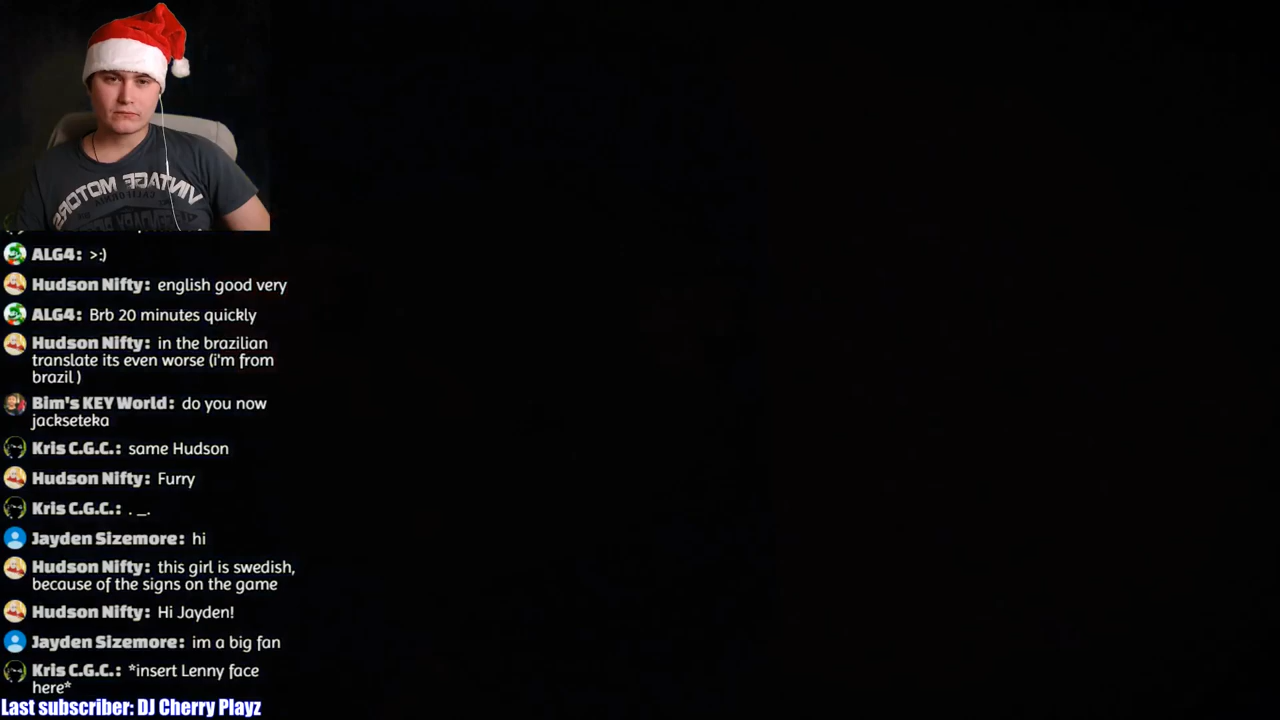 VINTAGE MOTORS
CALIFORNIA
ALG4: >:)
Hudson Nifty: english good very
ALG4: Brb 20 minutes quickly
Hudson Nifty: in the brazilian
translate its even worse (i'm from
brazil )
Bim's KEY World: do you now
jackseteka
Kris C.G.C.: same Hudson
Hudson Nifty: Furry
Kris C.G.C.: . _.
Jayden Sizemore: hi
Hudson Nifty: this girl is swedish,
because of the signs on the game
Hudson Nifty: Hi Jayden!
Jayden Sizemore: im a big fan
Kris C.G.C.: *insert Lenny face
here*
Last subscriber: DJ Cherry Playz